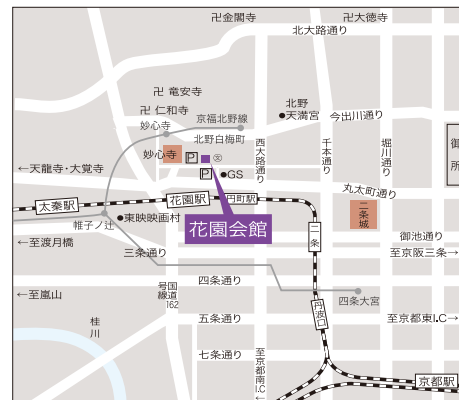 卍 金閣寺
卍 大徳寺
北大路通り
卍 竜安寺
卍 仁和寺
妙心寺
京福北野線
北野白梅町
北野
天満宮
今出川通り
妙心寺
P
文
P
GS
西大路通り
千本通り
堀川通り
御所
←至天龍寺・大覚寺
丸太町通り
太秦駅
花園駅
円町駅
二条城
帷子ノ辻
東映映画村
花園会館
二条
御池通り
←至渡月橋
三条通り
→至京阪三条→
四条通り
←至嵐山
国道
162
号線
四条大宮
丹波口
桂川
五条通り
至京都東I.C→
七条通り
至京都南I.C→
京都駅